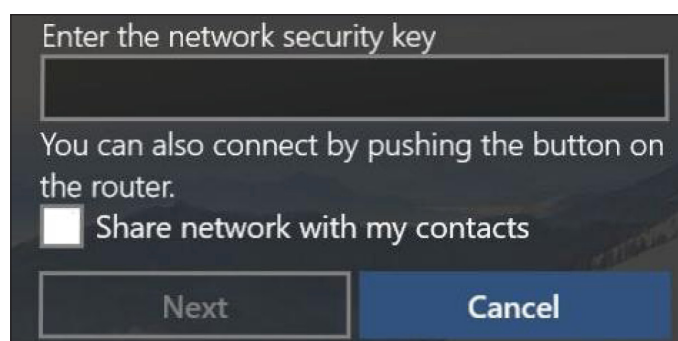 Enter the network security key
You can also connect by pushing the button on
the router.
Share network with my contacts
Next
Cancel